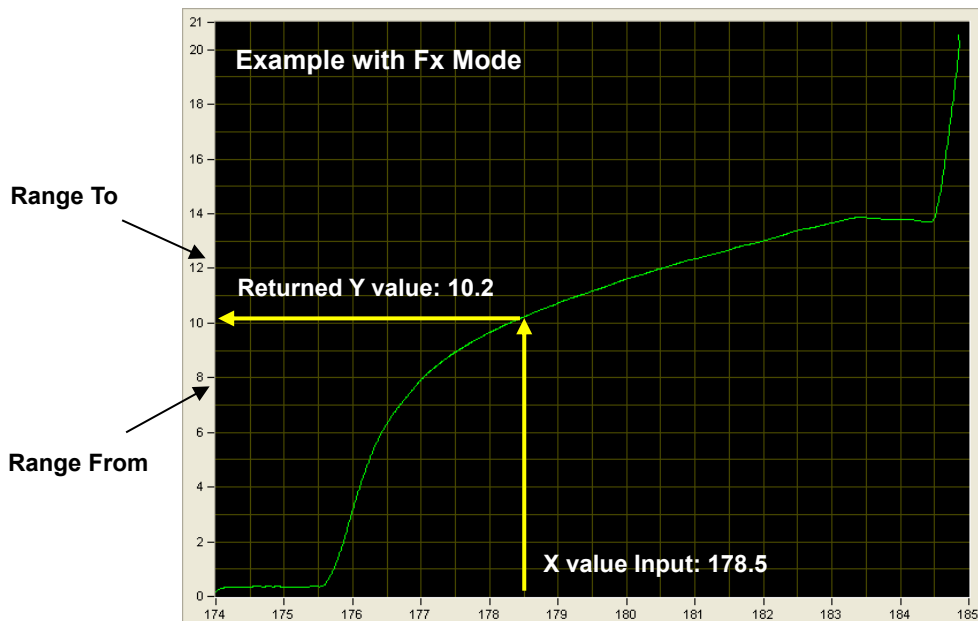 21
20
Example with Fx Mode
18
16
Range To
14
12
Returned Y value: 10.2
10
8
6
Range From
4
2
X value Input: 178.5
0
174 175 176 177 178 179 180 181 182 183 184 185